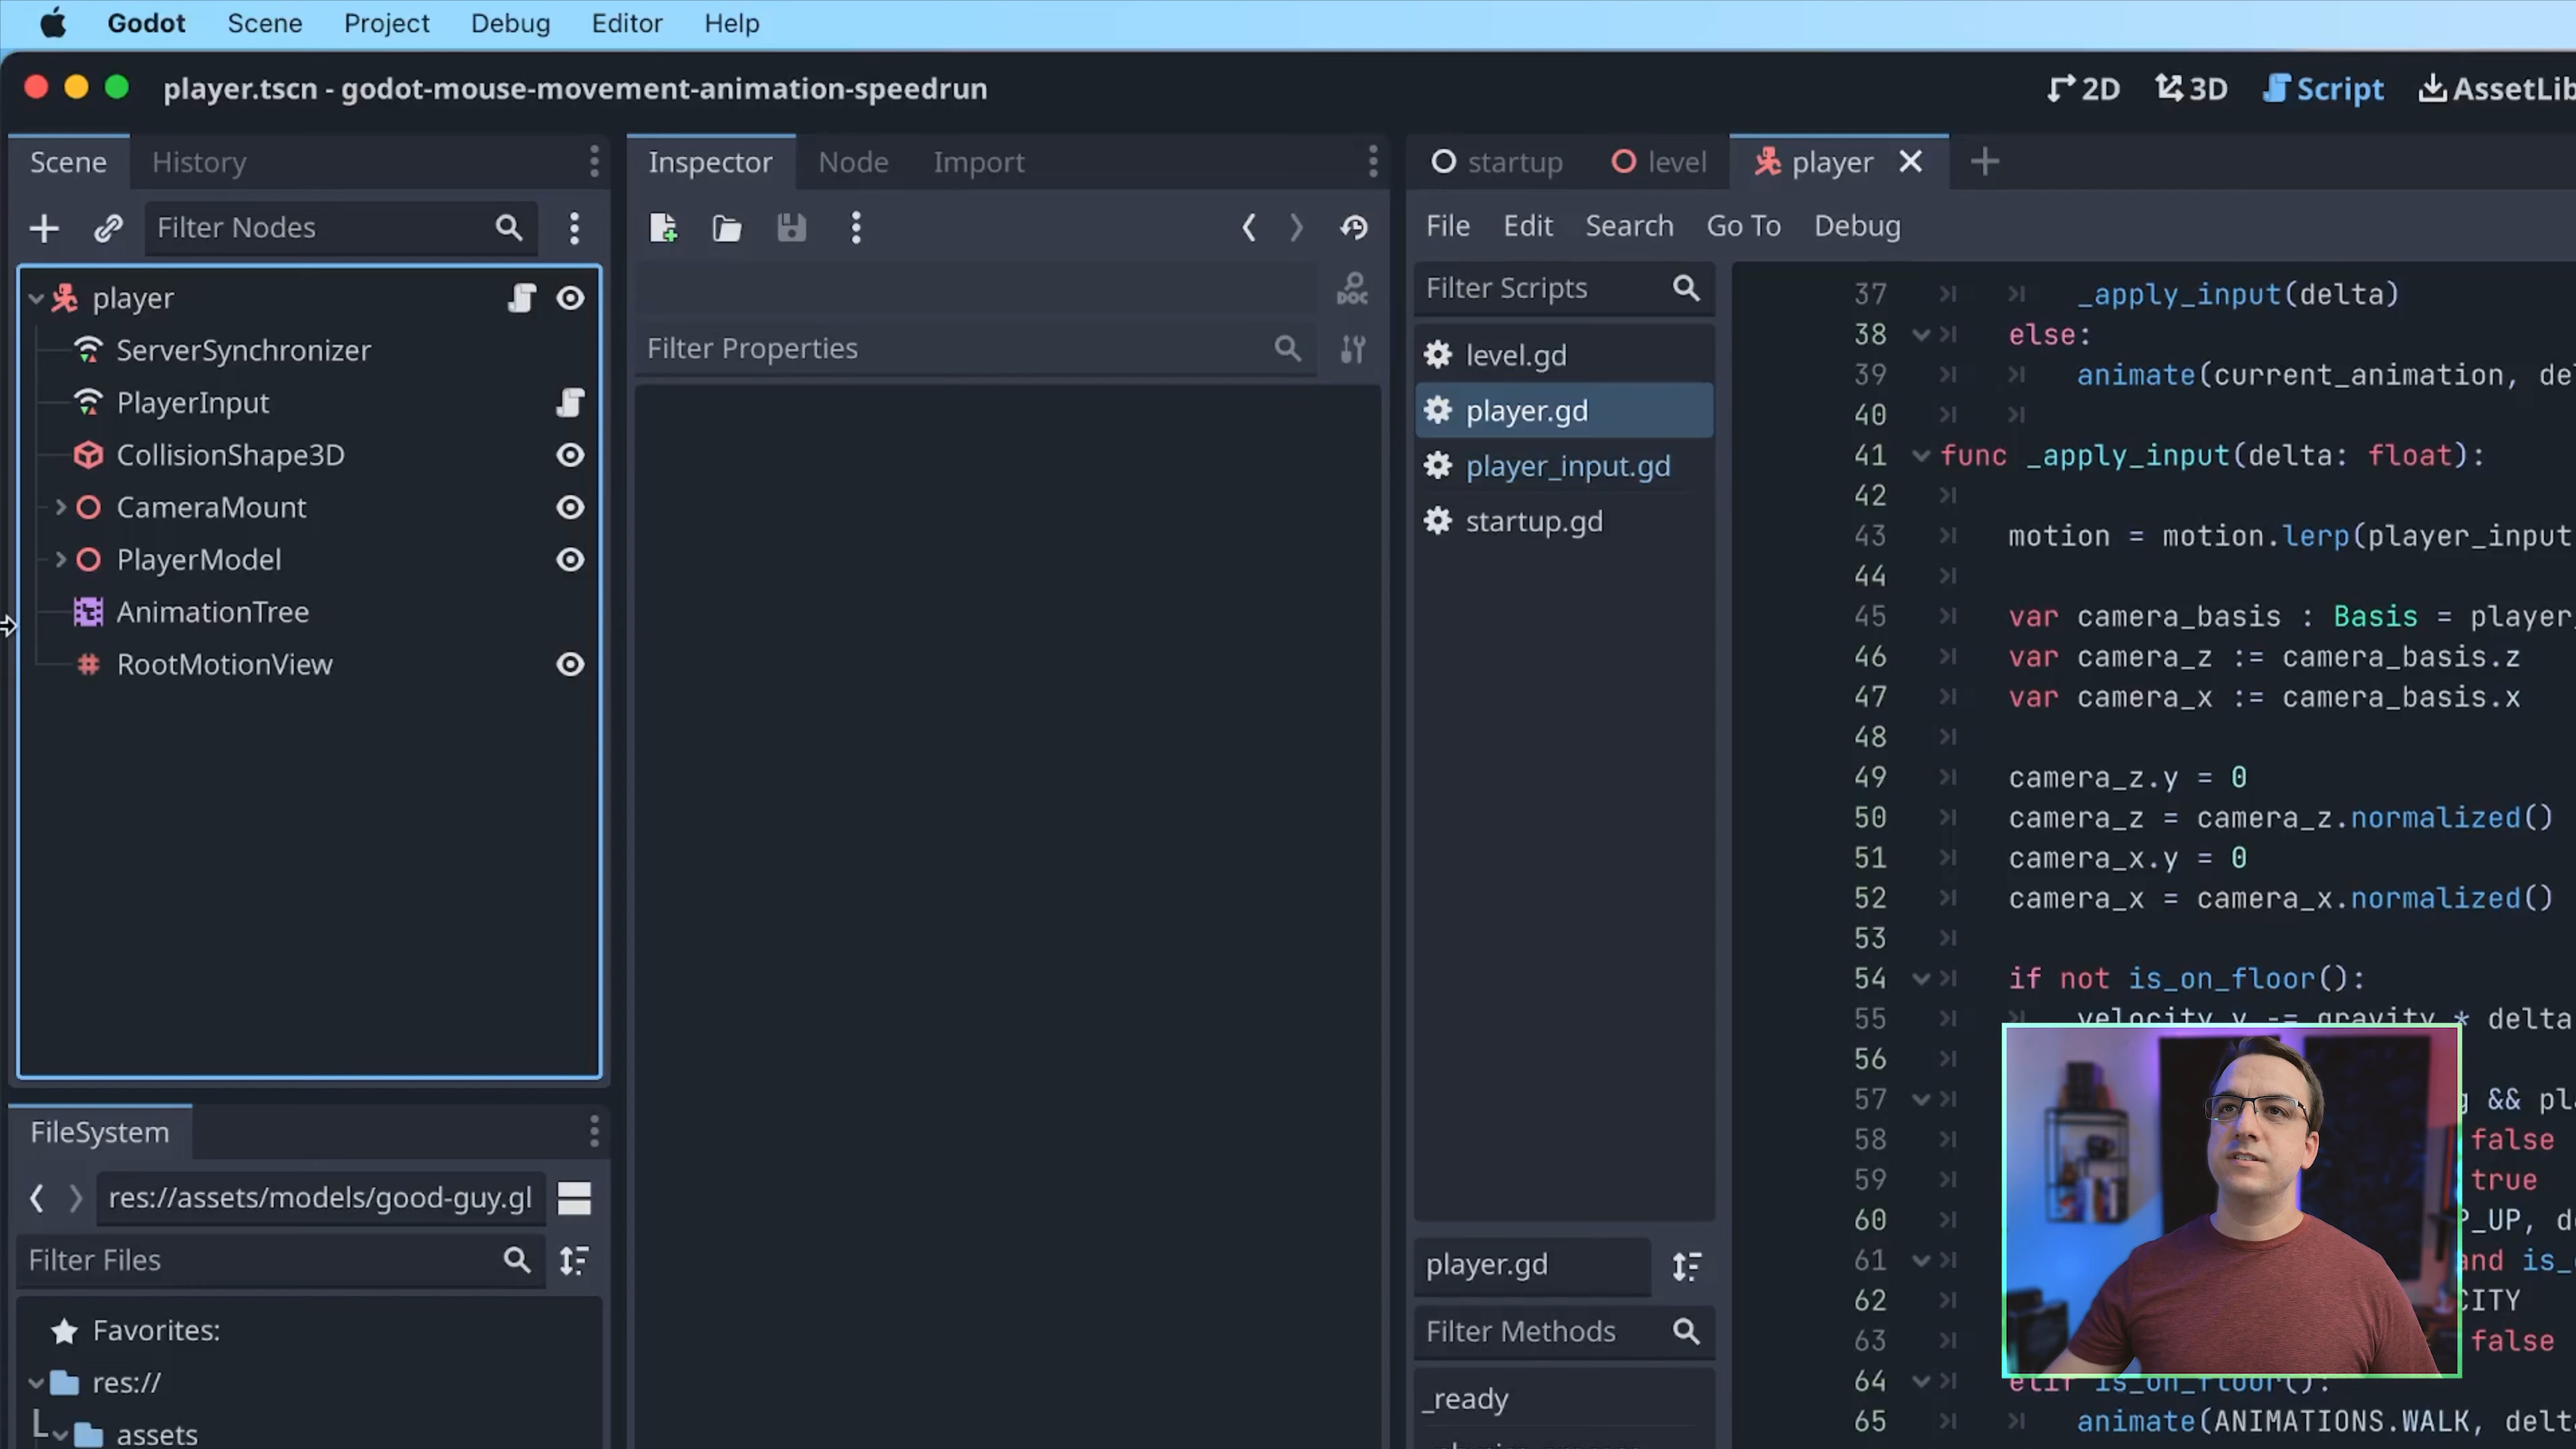 Godot Scene Project Debug Editor Help
player.tscn - godot-mouse-movement-animation-speedrun
2D 3D Script AssetLib
Scene History
Filter Nodes
player
ServerSynchronizer
PlayerInput
CollisionShape3D
CameraMount
PlayerModel
AnimationTree
RootMotionView
FileSystem
res://assets/models/good-guy.gl
Filter Files
Favorites:
res://
assets
Inspector Node Import
DOC
Filter Properties
startup level player
File Edit Search Go To Debug
Filter Scripts
level.gd
player.gd
player_input.gd
startup.gd
player.gd
Filter Methods
_ready
37 _apply_input(delta)
38 else:
39 animate(current_animation, de
40
41 func _apply_input(delta: float):
42
43 motion = motion.lerp(player_input
44
45 var camera_basis : Basis = player
46 var camera_z := camera_basis.z
47 var camera_x := camera_basis.x
48
49 camera_z.y = 0
50 camera_z = camera_z.normalized()
51 camera_x.y = 0
52 camera_x = camera_x.normalized()
53
54 if not is_on_floor():
55 velocity.y -= gravity * delta
56
57 && pl
58 false
59 true
60 P_UP, d
61 and is_
62 CITY
63 false
64 elif is_on_floor():
65 animate(ANIMATIONS.WALK, delt